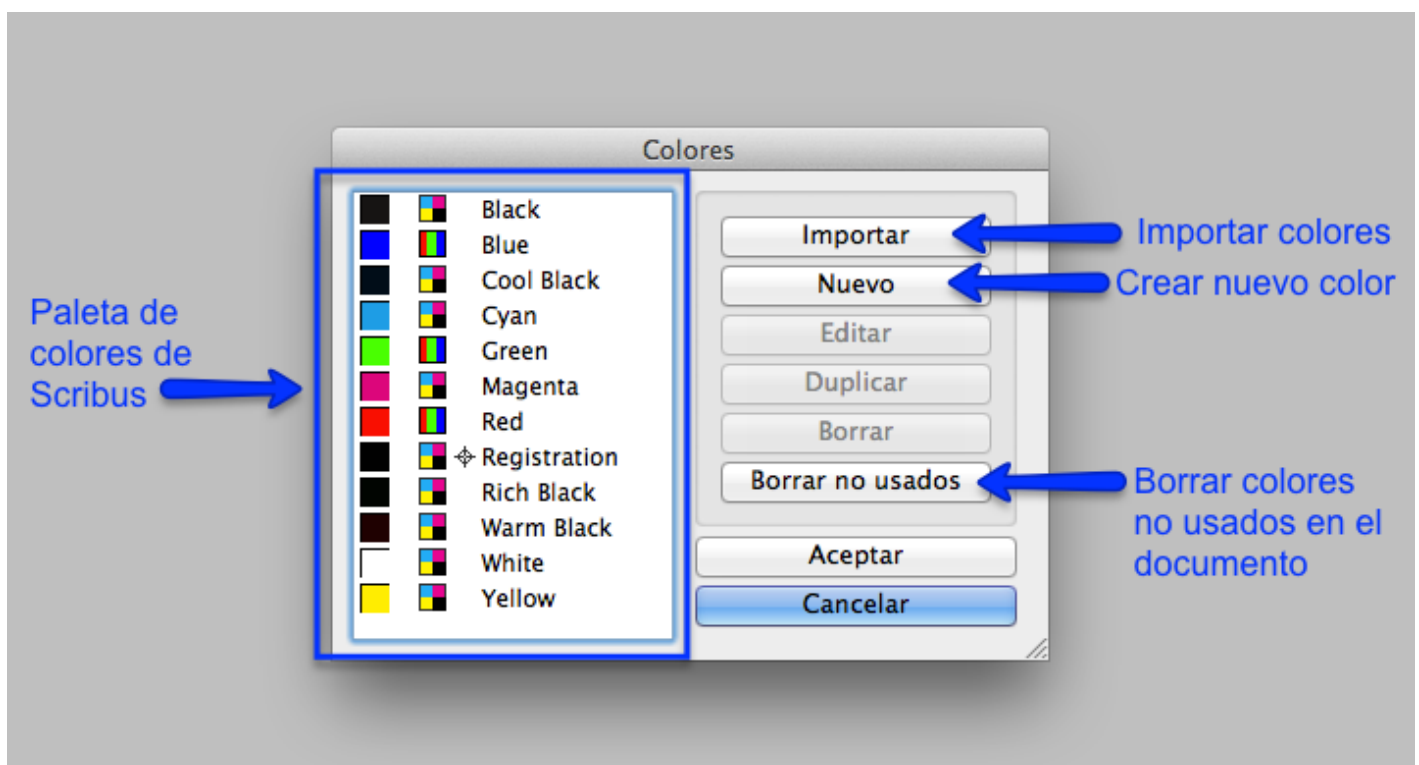 Colores
Paleta de
colores de
Scribus
Black
Blue
Cool Black
Cyan
Green
Magenta
Red
Registration
Rich Black
Warm Black
White
Yellow
Importar
Nuevo
Editar
Duplicar
Borrar
Borrar no usados
Aceptar
Cancelar
Importar colores
Crear nuevo color
Borrar colores
no usados en el
documento